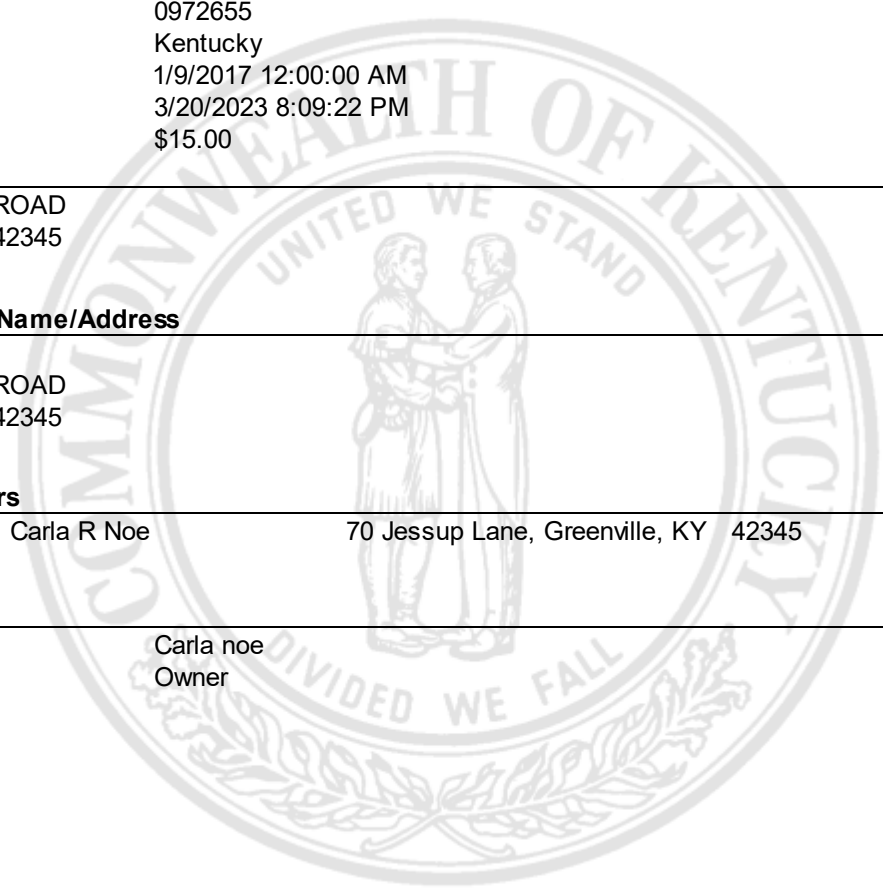 0972655
Kentucky
1/9/2017 12:00:00 AM
3/20/2023 8:09:22 PM
$15.00
ROAD
42345
Name/Address
ROAD
42345
rs
Carla R Noe 70 Jessup Lane, Greenville, KY 42345
Carla noe
Owner
COMMONWEALTH OF KENTUCKY
UNITED WE STAND
DIVIDED WE FALL